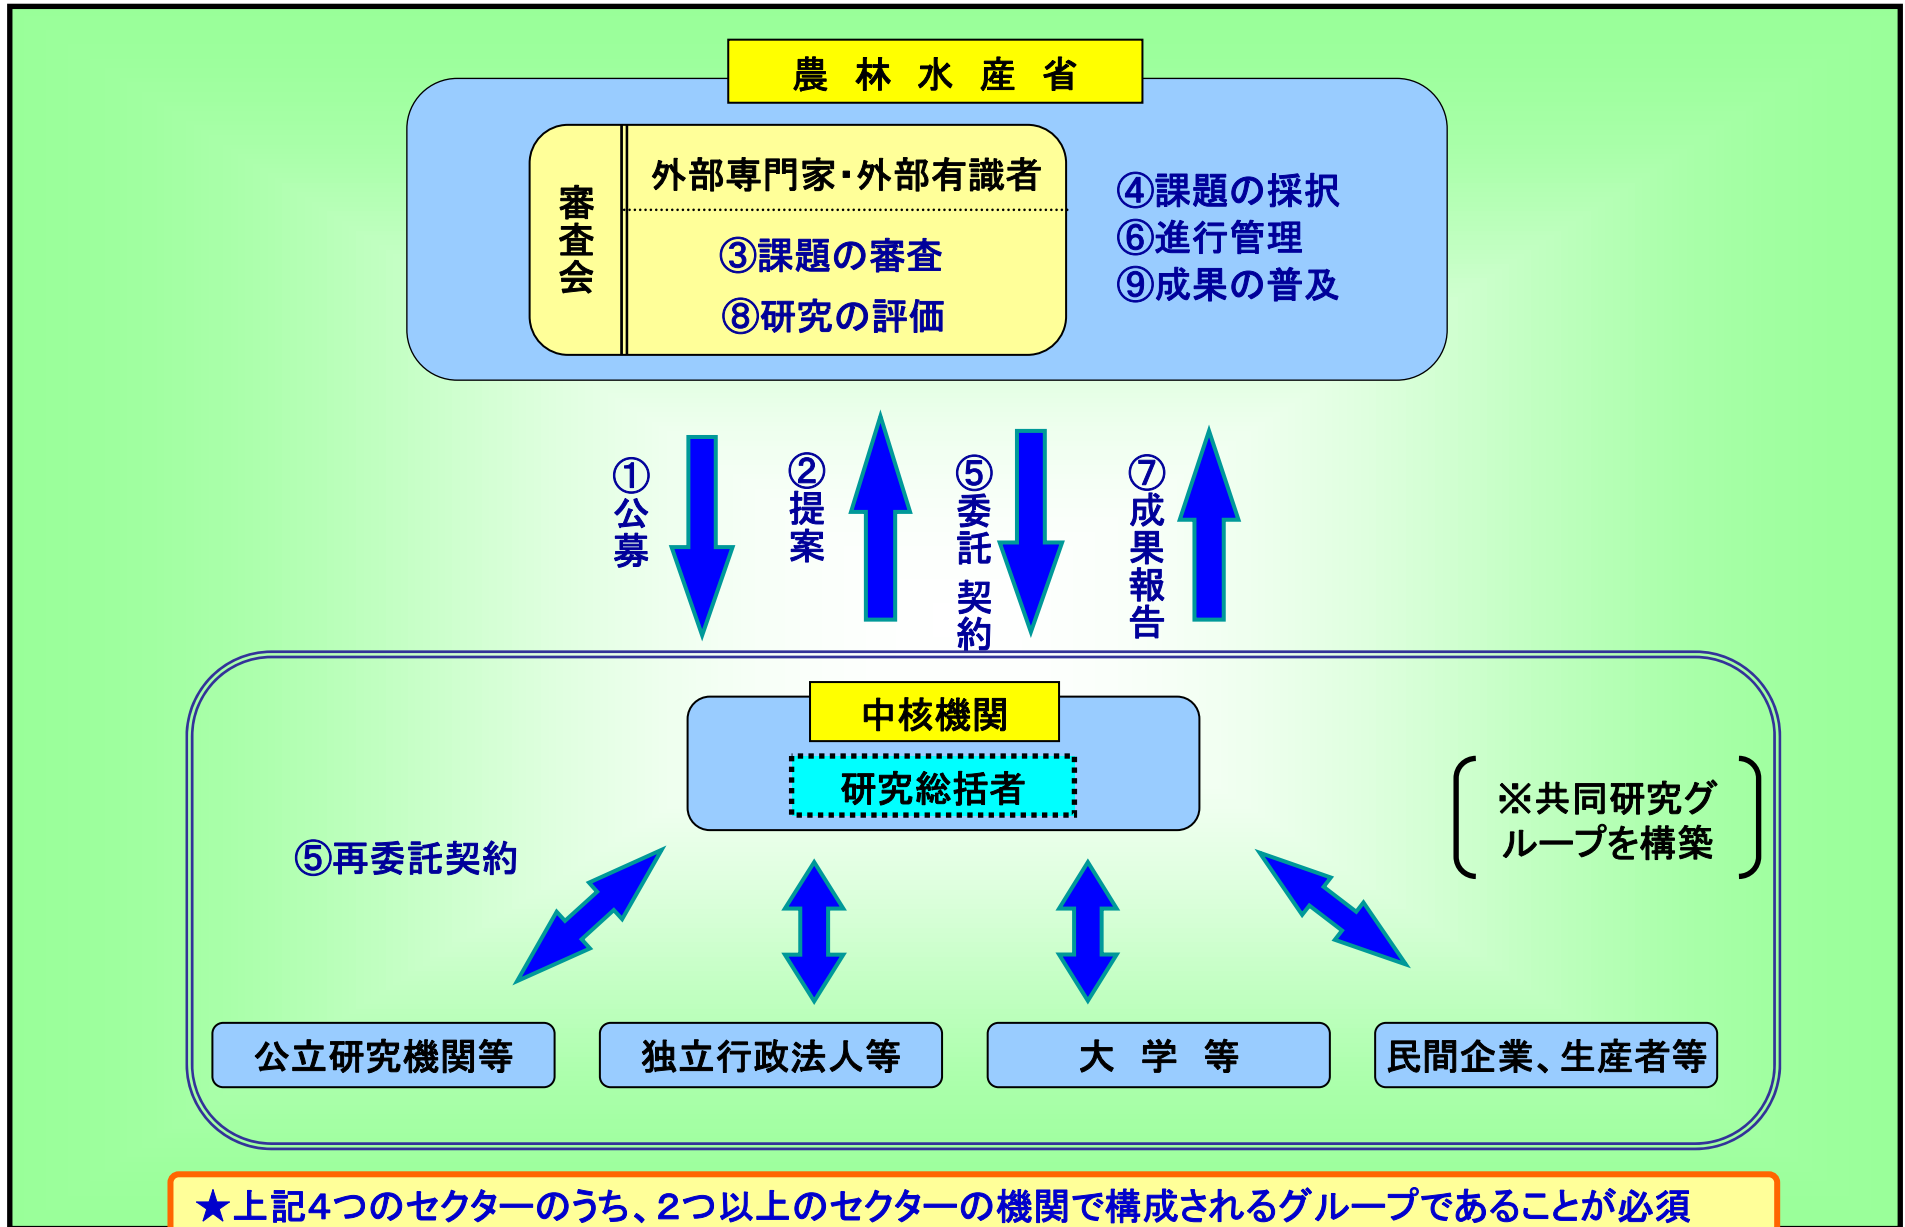 農林水産省
審査会
外部専門家・外部有識者
③課題の審査
⑧研究の評価
④課題の採択
⑥進行管理
⑨成果の普及
①公募
②提案
⑤委託契約
⑦成果報告
中核機関
研究総括者
※共同研究グ
ループを構築
⑤再委託契約
公立研究機関等
独立行政法人等
大学等
民間企業、生産者等
★上記4つのセクターのうち、2つ以上のセクターの機関で構成されるグループであることが必須